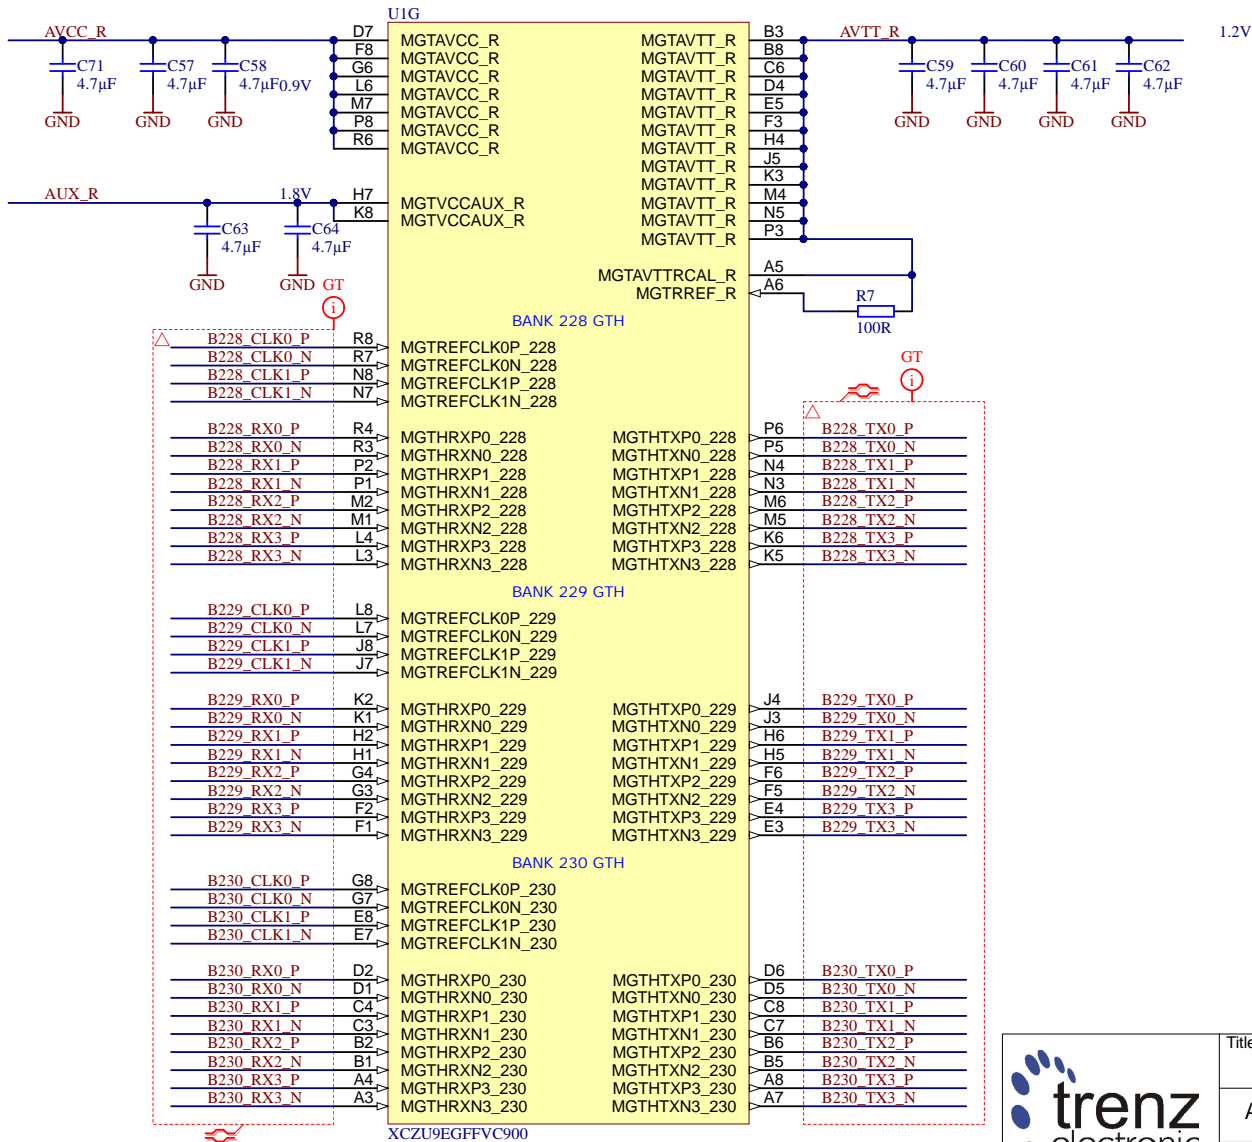 U1G
AVCC_R
D7 MGTAVCC_R
F8 MGTAVCC_R
G6 MGTAVCC_R
L6 MGTAVCC_R
M7 MGTAVCC_R
P8 MGTAVCC_R
R6 MGTAVCC_R
C71 4.7µF
C57 4.7µF
C58 4.7µF
0.9V
GND GND GND
MGTAVTT_R B3
MGTAVTT_R B8
MGTAVTT_R C6
MGTAVTT_R D4
MGTAVTT_R E5
MGTAVTT_R F3
MGTAVTT_R H4
MGTAVTT_R J5
MGTAVTT_R K3
MGTAVTT_R M4
MGTAVTT_R N5
MGTAVTT_R P3
AVTT_R
1.2V
C59 4.7µF
C60 4.7µF
C61 4.7µF
C62 4.7µF
GND GND GND GND
AUX_R
1.8V
H7 MGTVCCAUX_R
K8 MGTVCCAUX_R
C63 4.7µF
C64 4.7µF
GND GND
MGTAVTTRCAL_R A5
MGTRREF_R A6
R7
100R
GT
i
GT
i
BANK 228 GTH
B228_CLK0_P R8 MGTREFCLK0P_228
B228_CLK0_N R7 MGTREFCLK0N_228
B228_CLK1_P N8 MGTREFCLK1P_228
B228_CLK1_N N7 MGTREFCLK1N_228
B228_RX0_P R4 MGTHRXP0_228 MGTHTXP0_228 P6 B228_TX0_P
B228_RX0_N R3 MGTHRXN0_228 MGTHTXN0_228 P5 B228_TX0_N
B228_RX1_P P2 MGTHRXP1_228 MGTHTXP1_228 N4 B228_TX1_P
B228_RX1_N P1 MGTHRXN1_228 MGTHTXN1_228 N3 B228_TX1_N
B228_RX2_P M2 MGTHRXP2_228 MGTHTXP2_228 M6 B228_TX2_P
B228_RX2_N M1 MGTHRXN2_228 MGTHTXN2_228 M5 B228_TX2_N
B228_RX3_P L4 MGTHRXP3_228 MGTHTXP3_228 K6 B228_TX3_P
B228_RX3_N L3 MGTHRXN3_228 MGTHTXN3_228 K5 B228_TX3_N
BANK 229 GTH
B229_CLK0_P L8 MGTREFCLK0P_229
B229_CLK0_N L7 MGTREFCLK0N_229
B229_CLK1_P J8 MGTREFCLK1P_229
B229_CLK1_N J7 MGTREFCLK1N_229
B229_RX0_P K2 MGTHRXP0_229 MGTHTXP0_229 J4 B229_TX0_P
B229_RX0_N K1 MGTHRXN0_229 MGTHTXN0_229 J3 B229_TX0_N
B229_RX1_P H2 MGTHRXP1_229 MGTHTXP1_229 H6 B229_TX1_P
B229_RX1_N H1 MGTHRXN1_229 MGTHTXN1_229 H5 B229_TX1_N
B229_RX2_P G4 MGTHRXP2_229 MGTHTXP2_229 F6 B229_TX2_P
B229_RX2_N G3 MGTHRXN2_229 MGTHTXN2_229 F5 B229_TX2_N
B229_RX3_P F2 MGTHRXP3_229 MGTHTXP3_229 E4 B229_TX3_P
B229_RX3_N F1 MGTHRXN3_229 MGTHTXN3_229 E3 B229_TX3_N
BANK 230 GTH
B230_CLK0_P G8 MGTREFCLK0P_230
B230_CLK0_N G7 MGTREFCLK0N_230
B230_CLK1_P E8 MGTREFCLK1P_230
B230_CLK1_N E7 MGTREFCLK1N_230
B230_RX0_P D2 MGTHRXP0_230 MGTHTXP0_230 D6 B230_TX0_P
B230_RX0_N D1 MGTHRXN0_230 MGTHTXN0_230 D5 B230_TX0_N
B230_RX1_P C4 MGTHRXP1_230 MGTHTXP1_230 C8 B230_TX1_P
B230_RX1_N C3 MGTHRXN1_230 MGTHTXN1_230 C7 B230_TX1_N
B230_RX2_P B2 MGTHRXP2_230 MGTHTXP2_230 B6 B230_TX2_P
B230_RX2_N B1 MGTHRXN2_230 MGTHTXN2_230 B5 B230_TX2_N
B230_RX3_P A4 MGTHRXP3_230 MGTHTXP3_230 A8 B230_TX3_P
B230_RX3_N A3 MGTHRXN3_230 MGTHTXN3_230 A7 B230_TX3_N
XCZU9EGFFVC900
trenz
electronic
Title
A